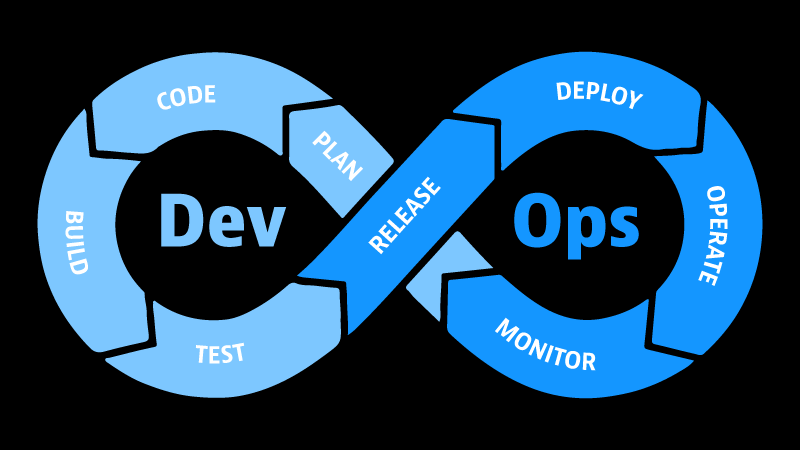 CODE
PLAN
BUILD
TEST
Dev
RELEASE
Ops
DEPLOY
OPERATE
MONITOR